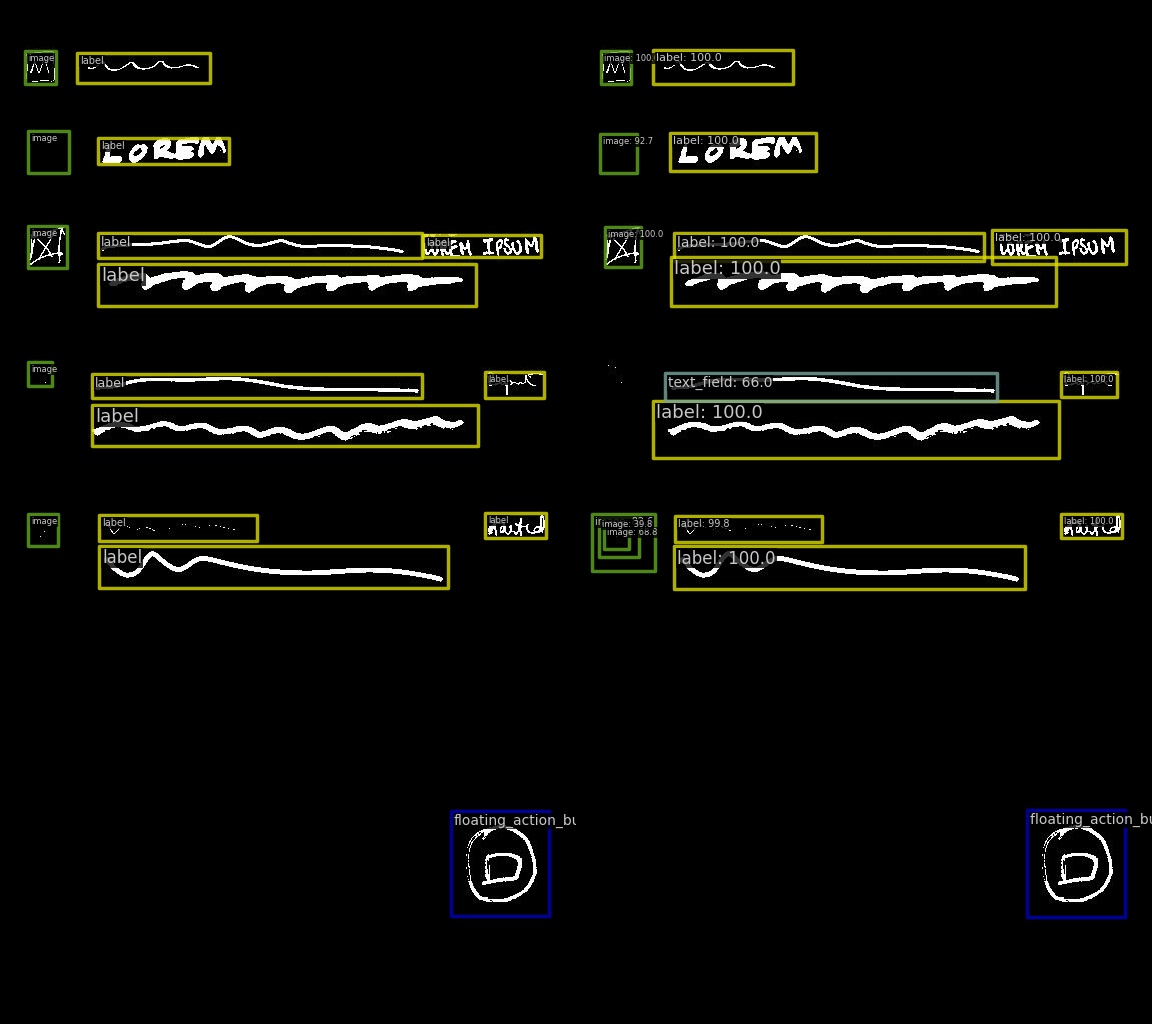 image label image: 100. label: 100.0
image label LOREM image: 92.7 label: 100.0 LOREM
image label label LOREM IPSUM image: 100.0 label: 100.0 label: 100.0 LOREM IPSUM
label label: 100.0
image label label text_field: 66.0 label: 100.0
label label: 100.0
image label label image: 39.8 image: 68.8 label: 99.8 label: 100.0
label label: 100.0
floating_action_bu floating_action_bu